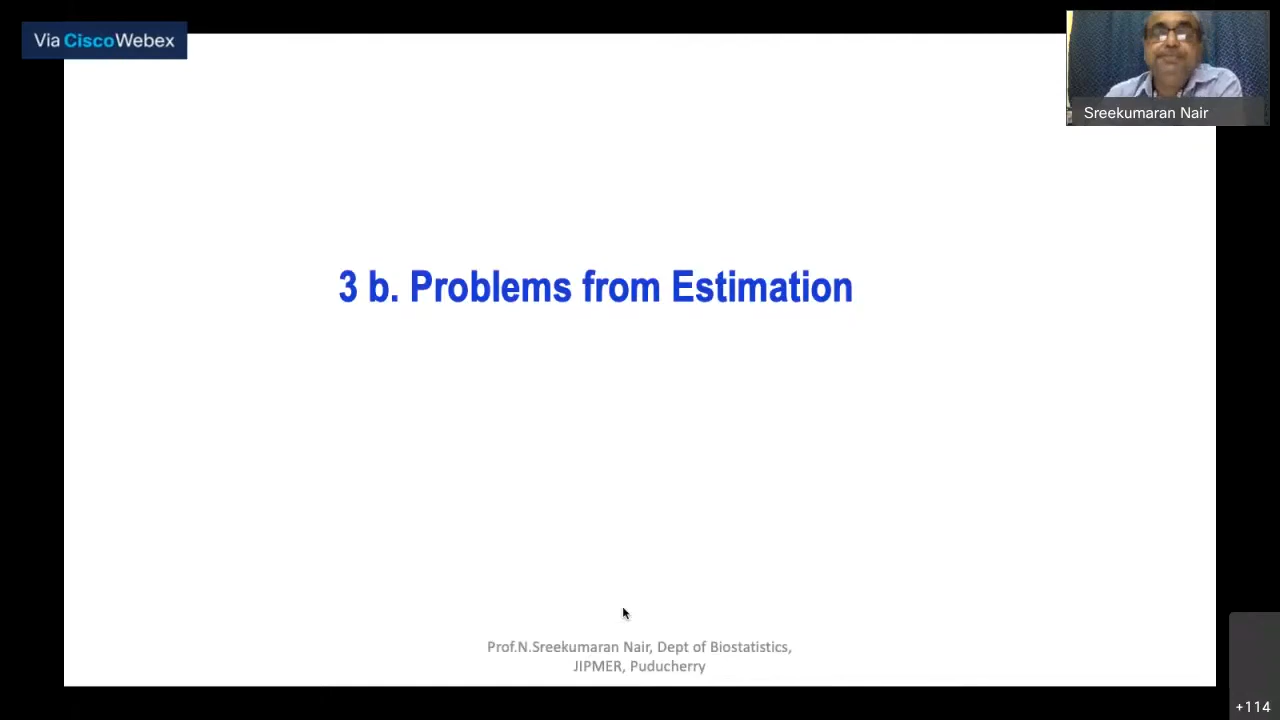 Via CiscoWebex
Sreekumaran Nair
3 b. Problems from Estimation
Prof.N.Sreekumaran Nair, Dept of Biostatistics,
JIPMER, Puducherry
+114